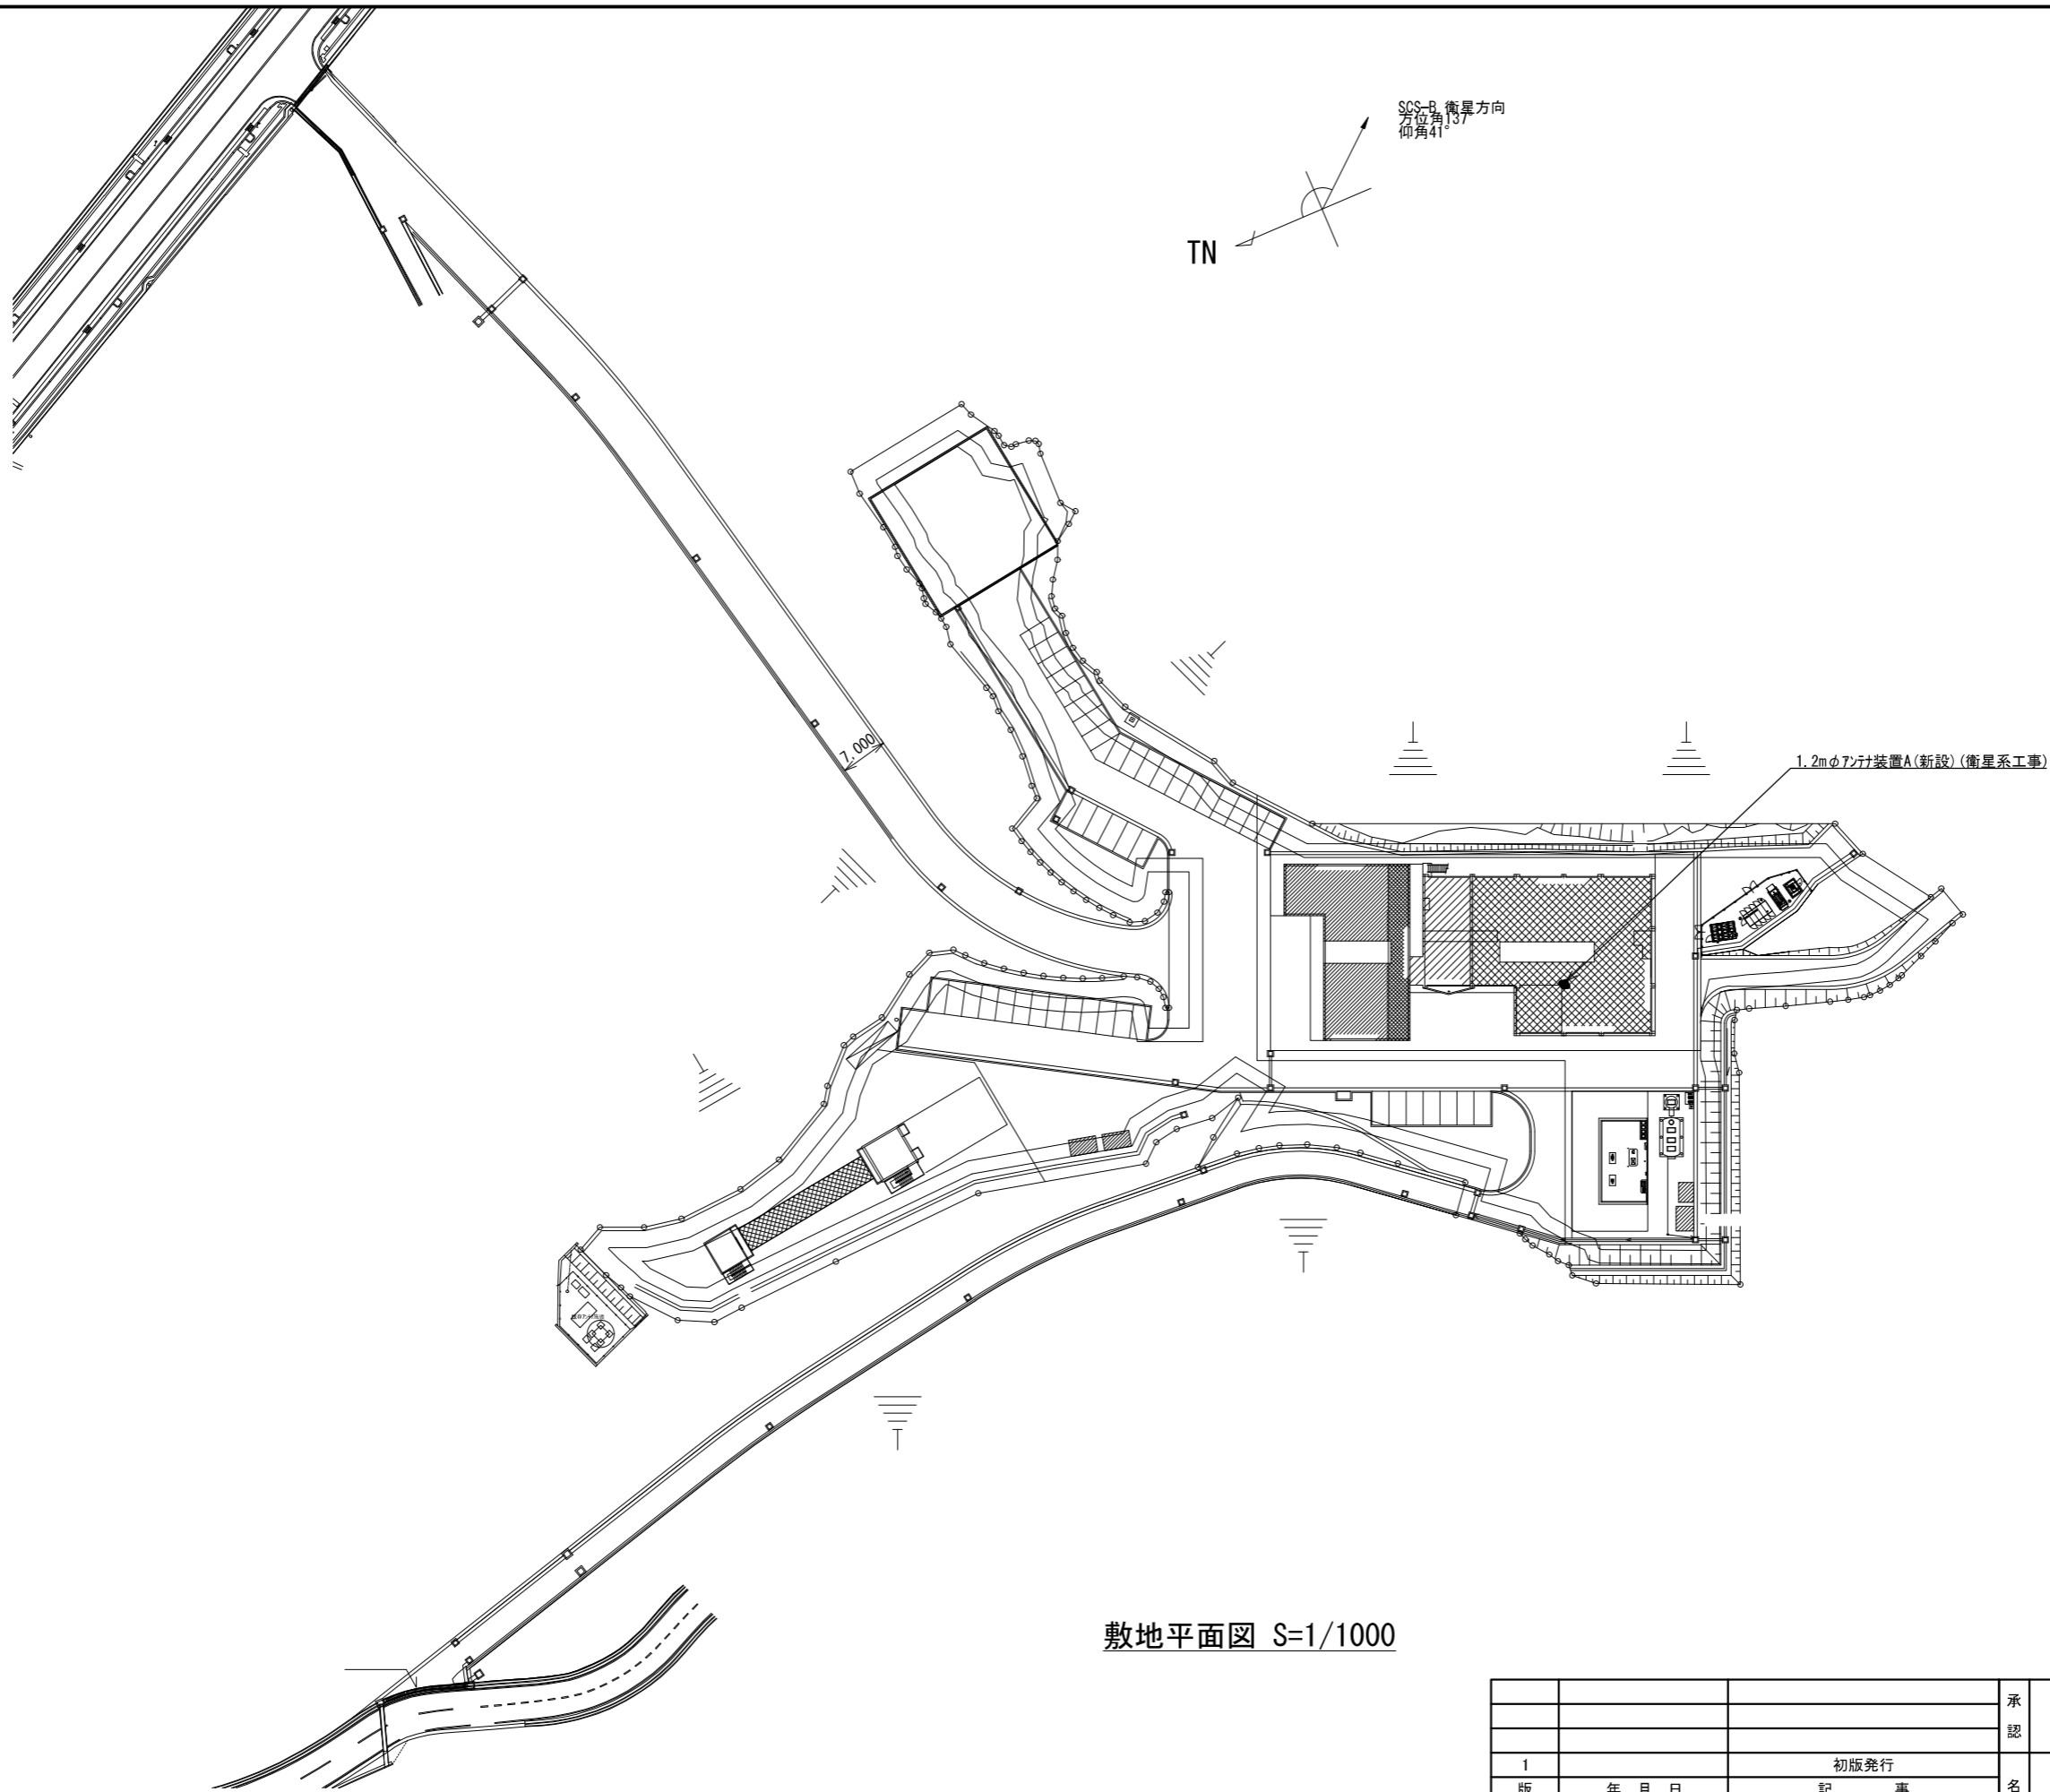 SCS-B 衛星方向
方位角137°
仰角41°
TN
7.000
1.2mφｱﾝﾃﾅ装置A(新設)(衛星系工事)
敷地平面図 S=1/1000
承
認
1 初版発行
版 年 月 日 記 事 名